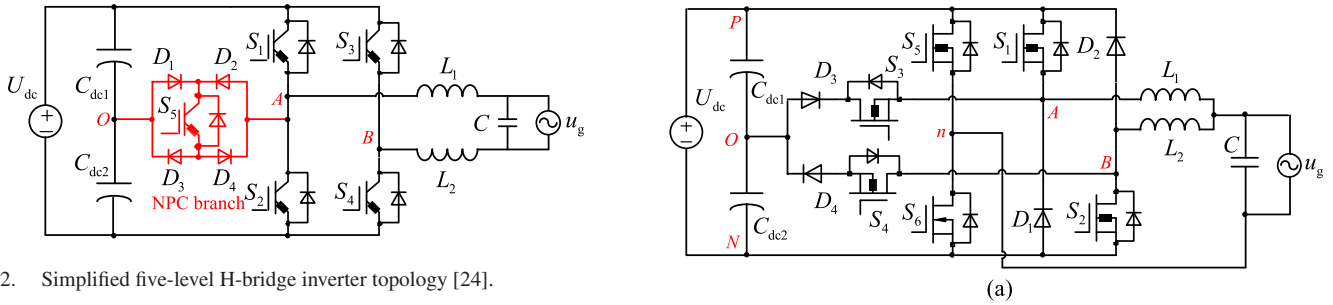 U_dc
C_dc1
C_dc2
O
D_1
D_2
S_5
D_3
D_4
NPC branch
S_1
S_3
A
B
S_2
S_4
L_1
L_2
C
u_g
2. Simplified five-level H-bridge inverter topology [24].
P
U_dc
C_dc1
O
C_dc2
N
D_3
S_3
D_4
S_4
S_5
S_1
D_2
n
A
B
S_6
D_1
S_2
L_1
L_2
C
u_g
(a)